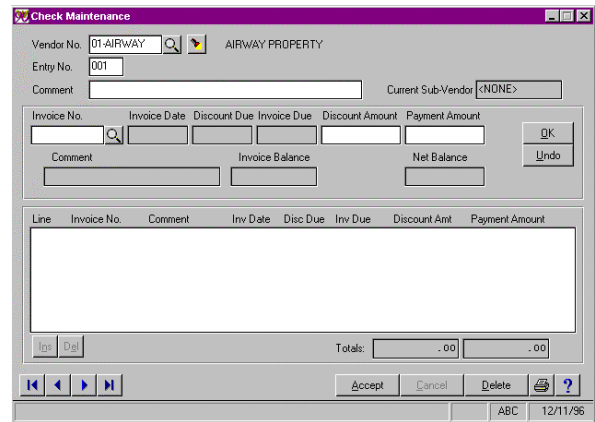 Check Maintenance
Vendor No. 01-AIRWAY AIRWAY PROPERTY
Entry No. 001
Comment Current Sub-Vendor <NONE>
Invoice No. Invoice Date Discount Due Invoice Due Discount Amount Payment Amount
OK
Comment Invoice Balance Net Balance Undo
Line Invoice No. Comment Inv Date Disc Due Inv Due Discount Amt Payment Amount
Ins Del Totals: .00 .00
Accept Cancel Delete ?
ABC 12/11/96